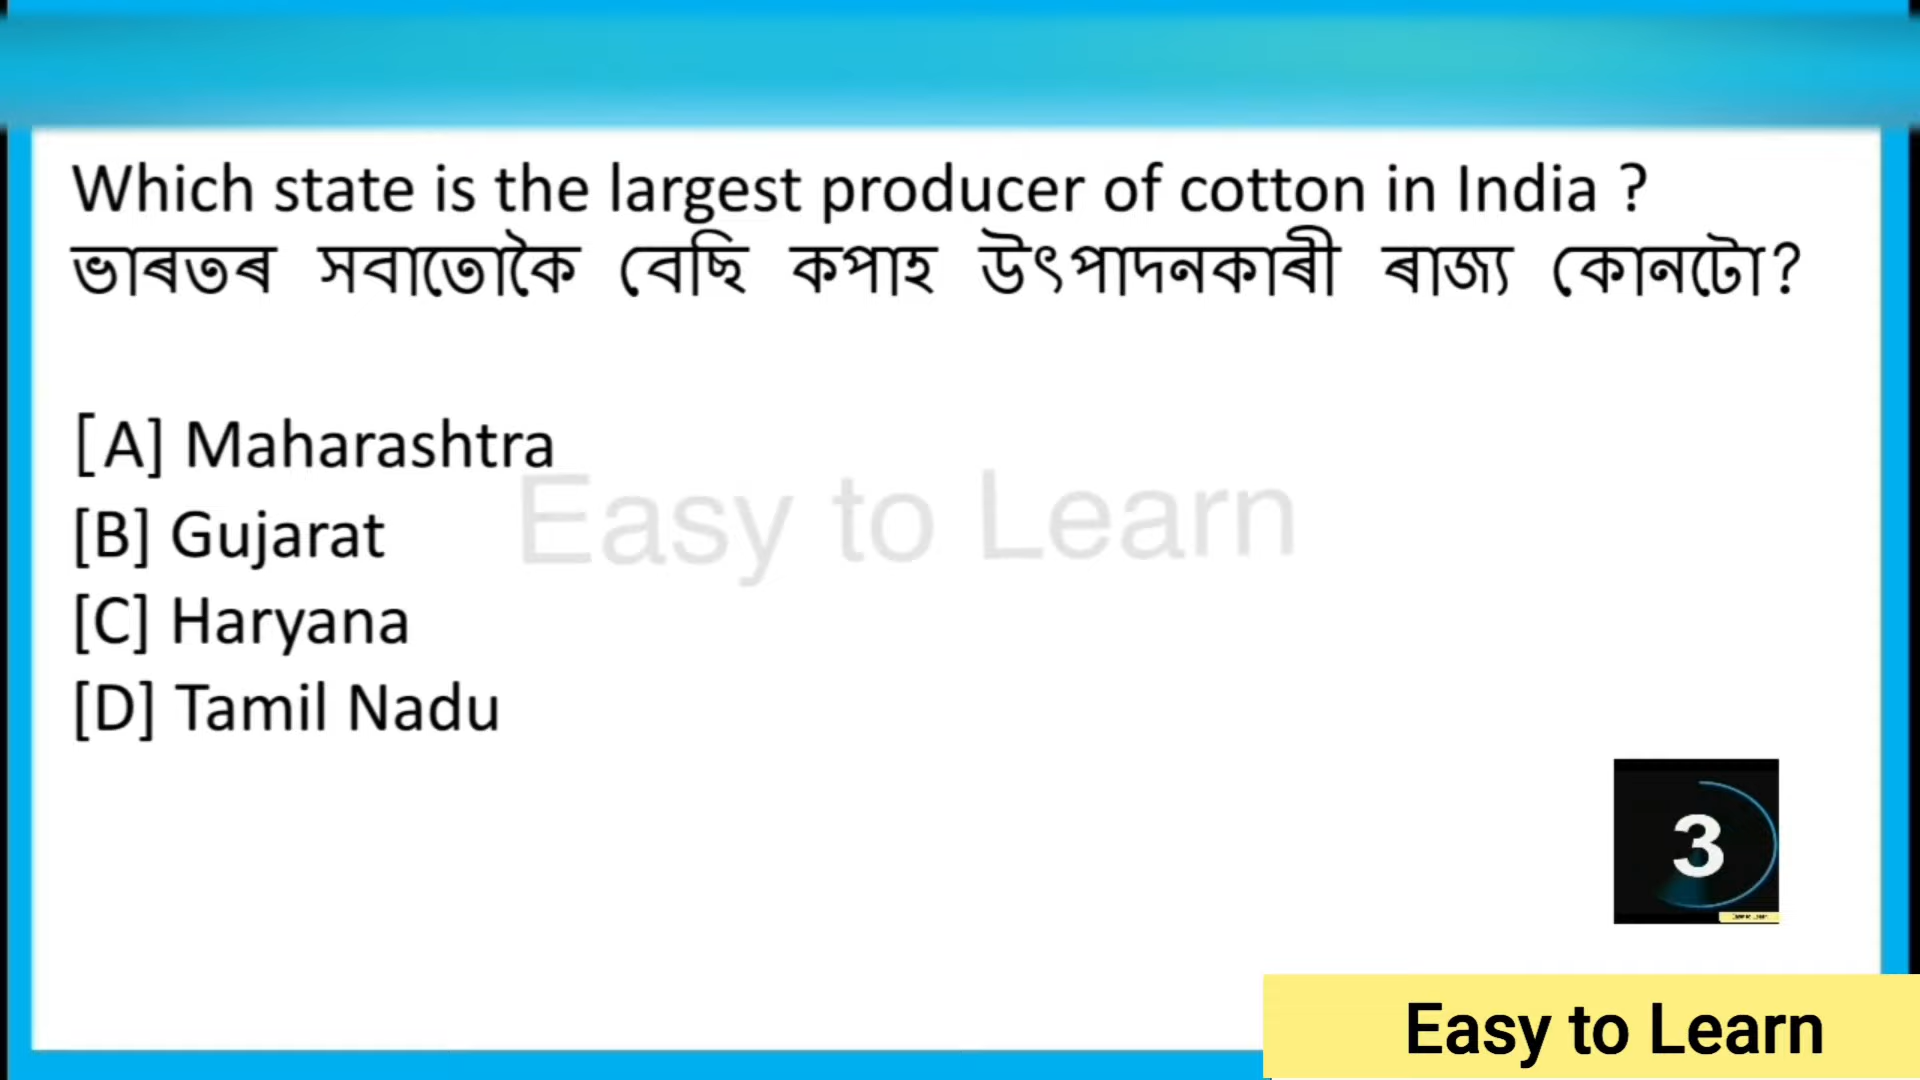 Which state is the largest producer of cotton in India ?
ভাৰতৰ সবাতোকৈ বেছি কপাহ উৎপাদনকাৰী ৰাজ্য কোনটো?
[A] Maharashtra
[B] Gujarat
[C] Haryana
[D] Tamil Nadu
Easy to Learn
3
Easy to Learn